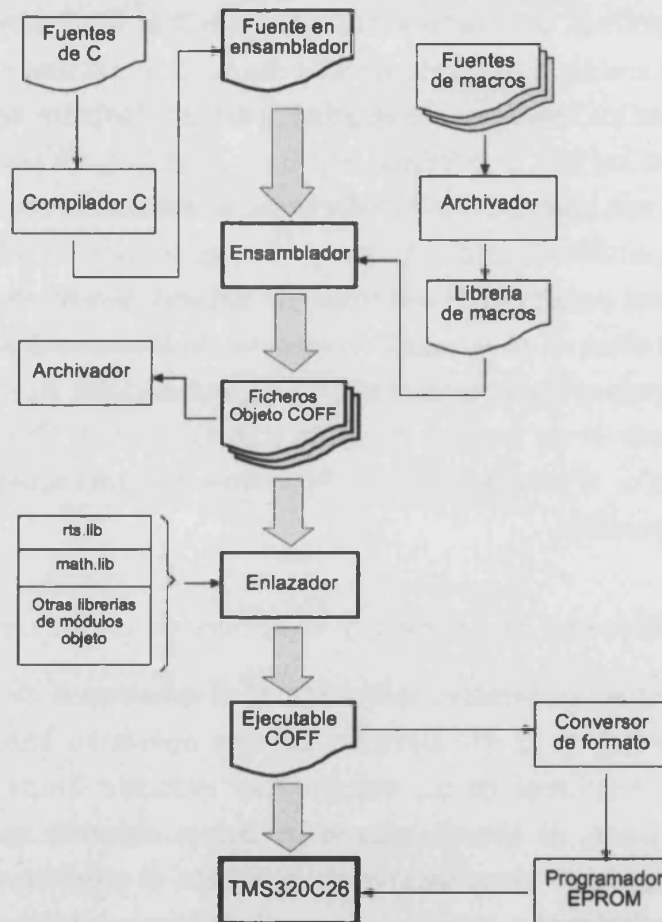 Fuentes
de C
Fuente en
ensamblador
Fuentes
de macros
Compilador C
Archivador
Ensamblador
Libreria
de macros
Archivador
Ficheros
Objeto COFF
rts.lib
math.lib
Otras librerias
de módulos
objeto
Enlazador
Ejecutable
COFF
Conversor
de formato
TMS320C26
Programador
EPROM